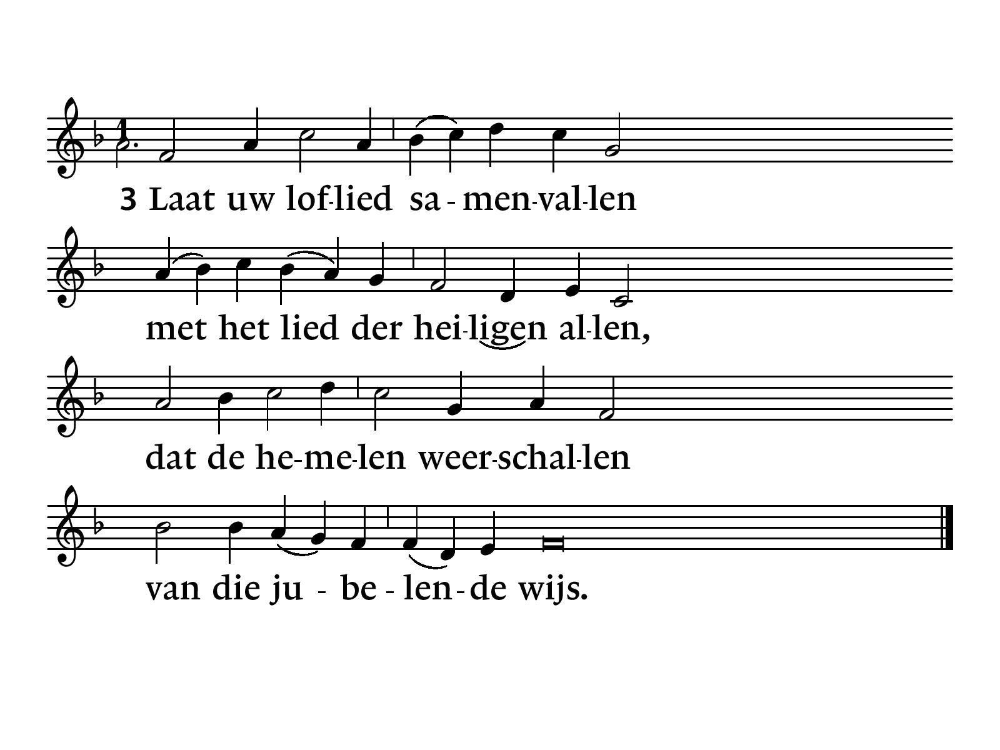 1
3 Laat uw lof-lied sa - men-val-len
met het lied der hei-ligen al-len,
dat de he-me-len weer-schal-len
van die ju - be - len-de wijs.